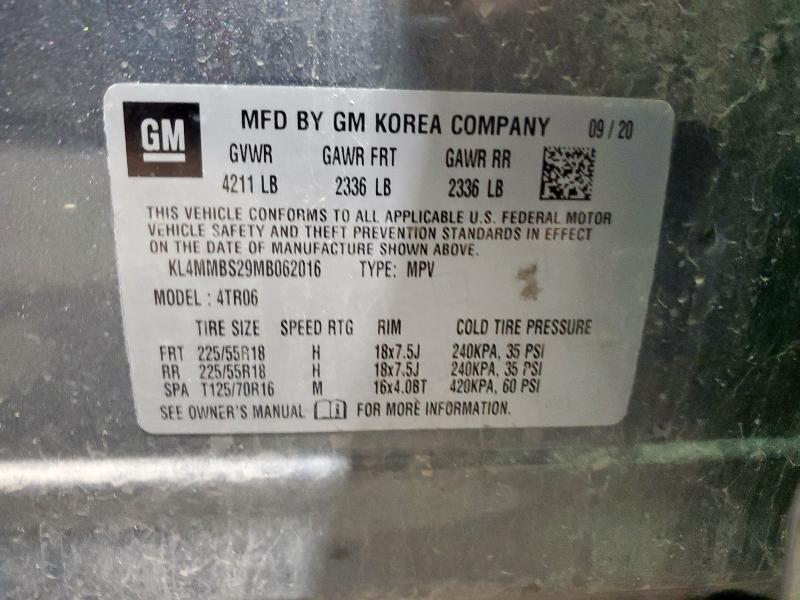 GM MFD BY GM KOREA COMPANY 09 / 20
GVWR GAWR FRT GAWR RR
4211 LB 2336 LB 2336 LB
THIS VEHICLE CONFORMS TO ALL APPLICABLE U.S. FEDERAL MOTOR
VEHICLE SAFETY AND THEFT PREVENTION STANDARDS IN EFFECT
ON THE DATE OF MANUFACTURE SHOWN ABOVE.
KL4MMBS29MB062016 TYPE: MPV
MODEL : 4TR06
TIRE SIZE SPEED RTG RIM COLD TIRE PRESSURE
FRT 225/55R18 H 18x7.5J 240KPA, 35 PSI
RR 225/55R18 H 18x7.5J 240KPA, 35 PSI
SPA T125/70R16 M 16x4.0BT 420KPA, 60 PSI
SEE OWNER'S MANUAL i FOR MORE INFORMATION.